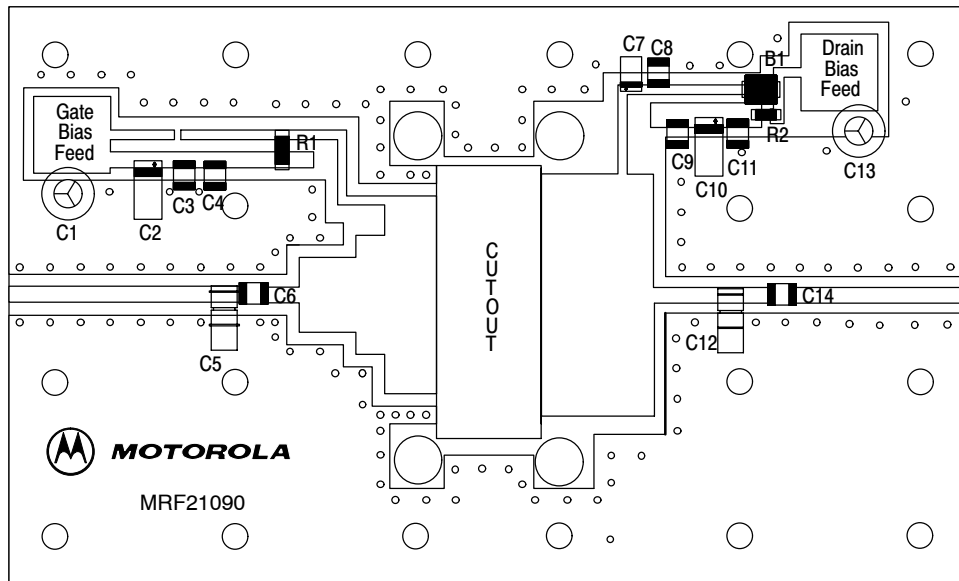 C7
C8
B1
Drain
Bias
Feed
Gate
Bias
Feed
R1
R2
C9
C10
C11
C13
C1
C2
C3
C4
CUTOUT
C6
C5
C14
C12
MOTOROLA
MRF21090